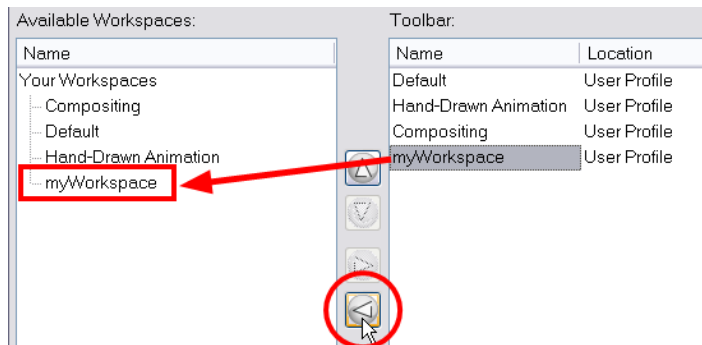 Available Workspaces:
Name
Your Workspaces
Compositing
Default
Hand-Drawn Animation
myWorkspace
Toolbar:
Name Location
Default User Profile
Hand-Drawn Animation User Profile
Compositing User Profile
myWorkspace User Profile